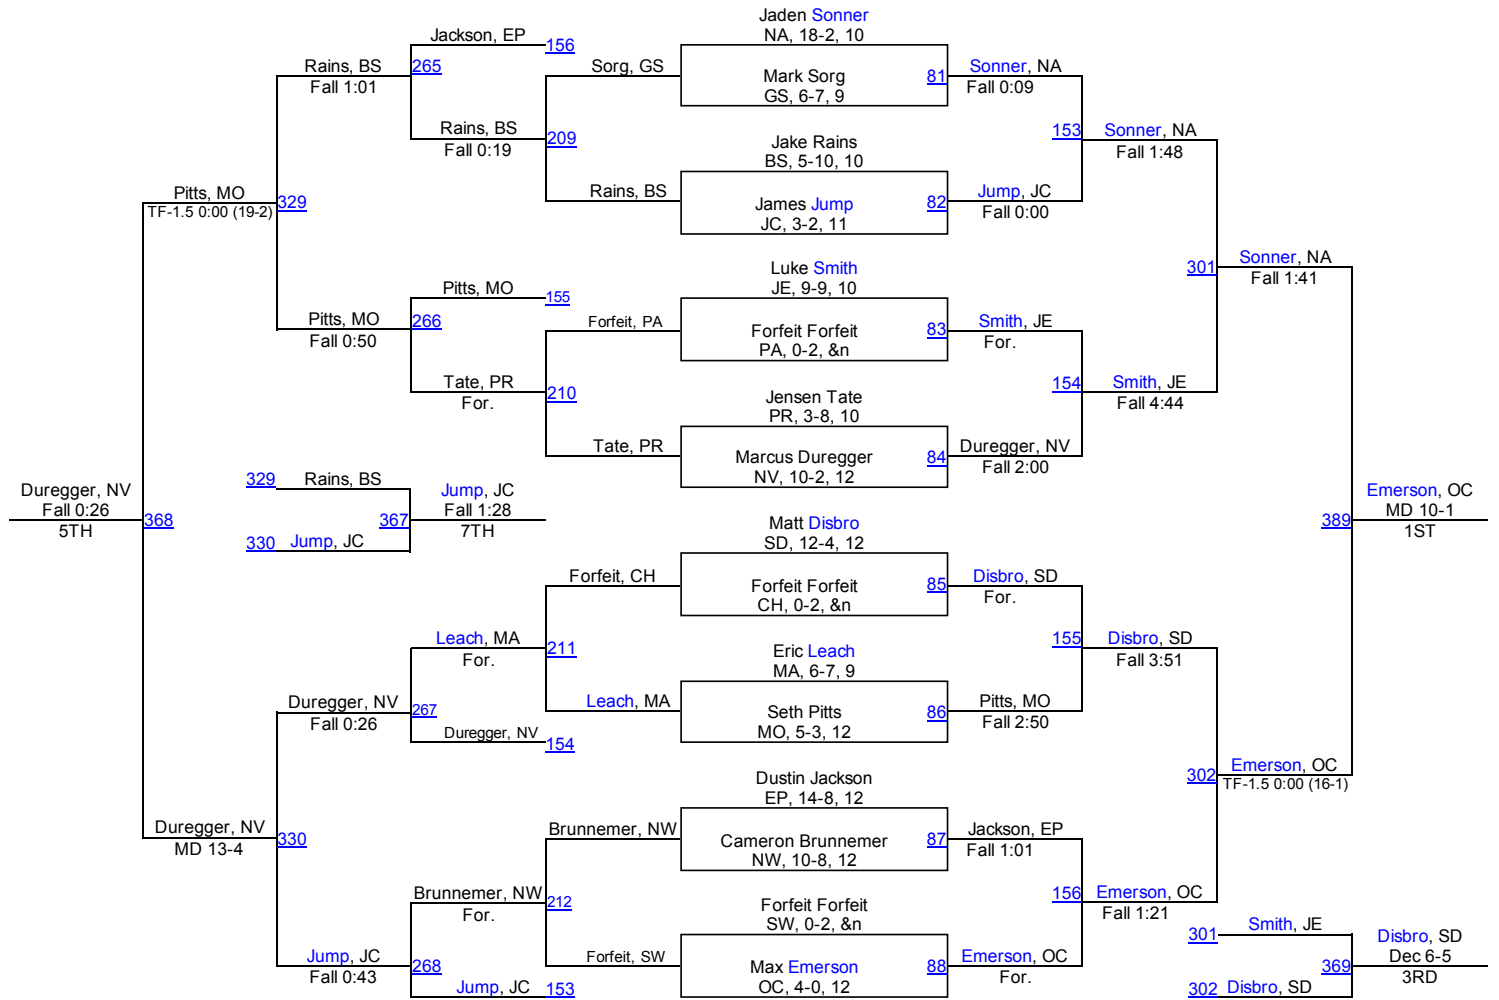 Jaden Sonner
NA, 18-2, 10
Jackson, EP
156
Rains, BS
Fall 1:01
265
Sorg, GS
Mark Sorg
GS, 6-7, 9
81
Sonner, NA
Fall 0:09
Rains, BS
Fall 0:19
209
153
Sonner, NA
Fall 1:48
Jake Rains
BS, 5-10, 10
Pitts, MO
TF-1.5 0:00 (19-2)
329
Rains, BS
James Jump
JC, 3-2, 11
82
Jump, JC
Fall 0:00
Luke Smith
JE, 9-9, 10
301
Sonner, NA
Fall 1:41
Pitts, MO
155
Pitts, MO
Fall 0:50
266
Forfeit, PA
Forfeit Forfeit
PA, 0-2, &n
83
Smith, JE
For.
Tate, PR
For.
210
154
Smith, JE
Fall 4:44
Jensen Tate
PR, 3-8, 10
Tate, PR
Marcus Duregger
NV, 10-2, 12
84
Duregger, NV
Fall 2:00
329
Rains, BS
Duregger, NV
Fall 0:26
5TH
368
367
Jump, JC
Fall 1:28
7TH
330
Jump, JC
389
Emerson, OC
MD 10-1
1ST
Matt Disbro
SD, 12-4, 12
Forfeit, CH
Forfeit Forfeit
CH, 0-2, &n
85
Disbro, SD
For.
Leach, MA
For.
211
155
Disbro, SD
Fall 3:51
Eric Leach
MA, 6-7, 9
Duregger, NV
Fall 0:26
267
Leach, MA
Seth Pitts
MO, 5-3, 12
86
Pitts, MO
Fall 2:50
Duregger, NV
154
302
Emerson, OC
TF-1.5 0:00 (16-1)
Dustin Jackson
EP, 14-8, 12
Duregger, NV
MD 13-4
330
Brunnemer, NW
Cameron Brunnemer
NW, 10-8, 12
87
Jackson, EP
Fall 1:01
Brunnemer, NW
For.
212
156
Emerson, OC
Fall 1:21
Forfeit Forfeit
SW, 0-2, &n
Jump, JC
Fall 0:43
268
Forfeit, SW
Max Emerson
OC, 4-0, 12
88
Emerson, OC
For.
Jump, JC
153
301
Smith, JE
369
Disbro, SD
Dec 6-5
3RD
302
Disbro, SD